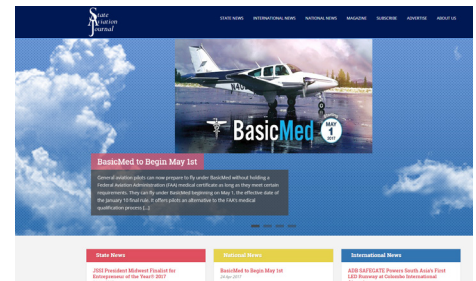 State
Aviation
Journal
STATE NEWS INTERNATIONAL NEWS NATIONAL NEWS MAGAZINE SUBSCRIBE ADVERTISE ABOUT US
BasicMed
MAY
1
2017
BasicMed to Begin May 1st
General aviation pilots can now prepare to fly under BasicMed without holding a
Federal Aviation Administration (FAA) medical certificate as long as they meet certain
requirements. They can fly under BasicMed beginning on May 1, the effective date of
the January 10 final rule. It offers pilots an alternative to the FAA's medical
qualification process [...]
State News
National News
International News
JSSI President Midwest Finalist for
Entrepreneur of the Year® 2017
BasicMed to Begin May 1st
24 Apr 2017
ADB SAFEGATE Powers South Asia's First
LED Runway at Colombo International